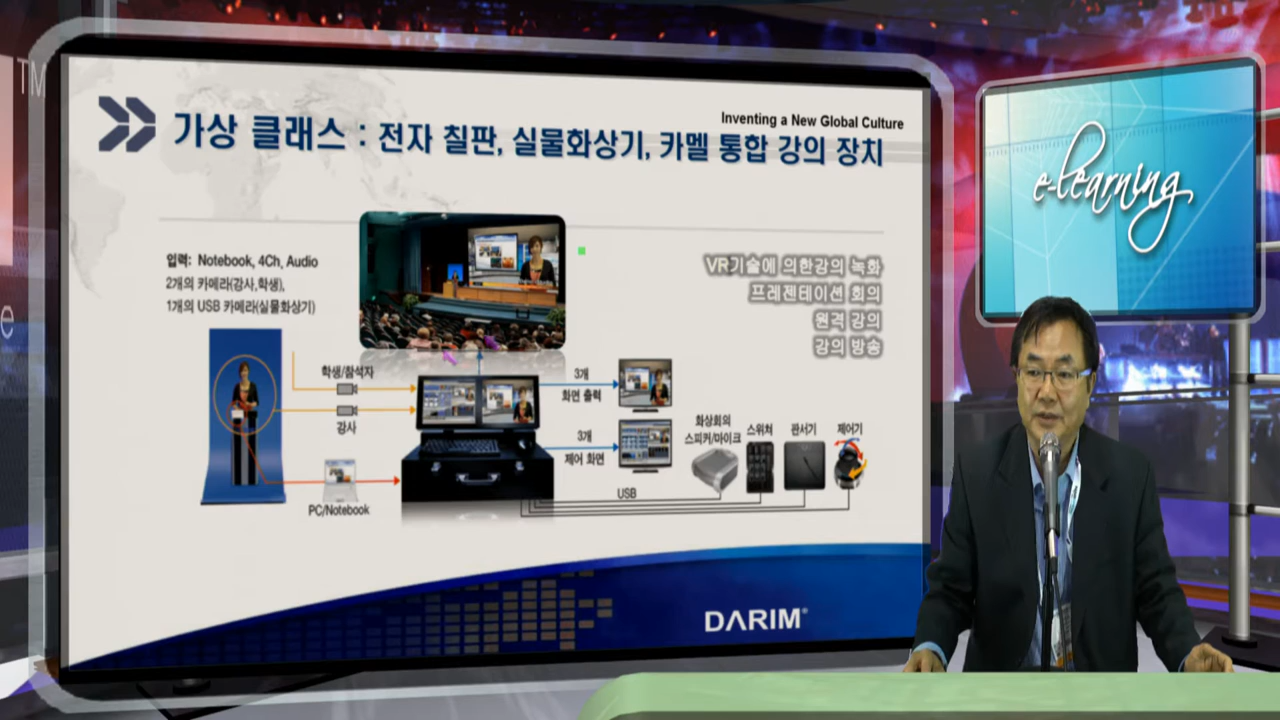 TM
e
Inventing a New Global Culture
가상 클래스 : 전자 칠판, 실물화상기, 카멜 통합 강의 장치
입력: Notebook, 4Ch, Audio
2개의 카메라(강사,학생),
1개의 USB 카메라(실물화상기)
VR기술에 의한강의 녹화
프레젠테이션 회의
원격 강의
강의 방송
학생/참석자
강사
PC/Notebook
3개
화면 출력
3개
제어 화면
USB
화상회의
스피커/마이크
스위쳐
판서기
제어기
DARIM®
e-learning